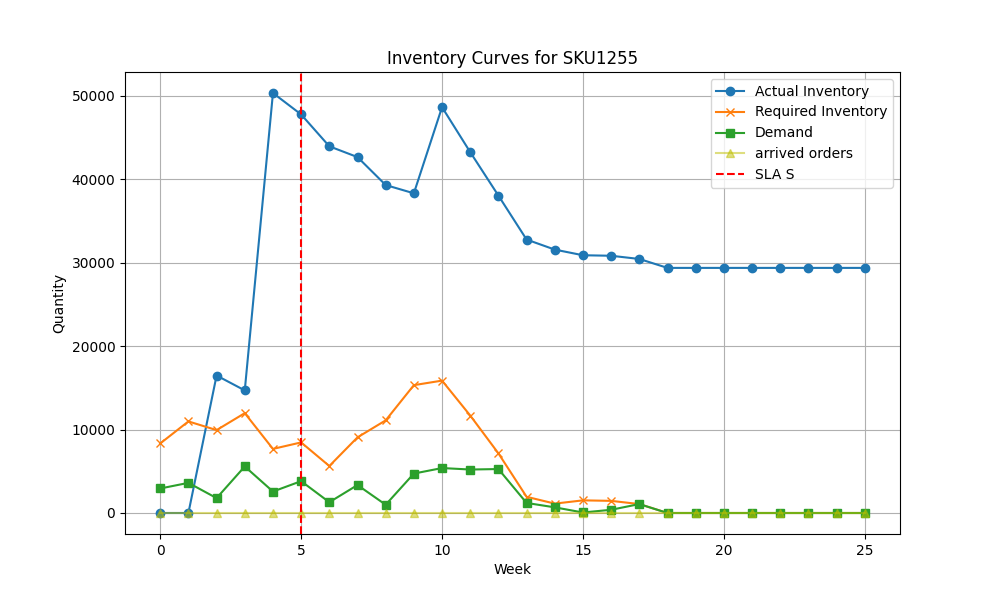 Inventory Curves for SKU1255
Actual Inventory
Required Inventory
Demand
arrived orders
SLA S
Quantity
50000
40000
30000
20000
10000
0
0 5 10 15 20 25
Week